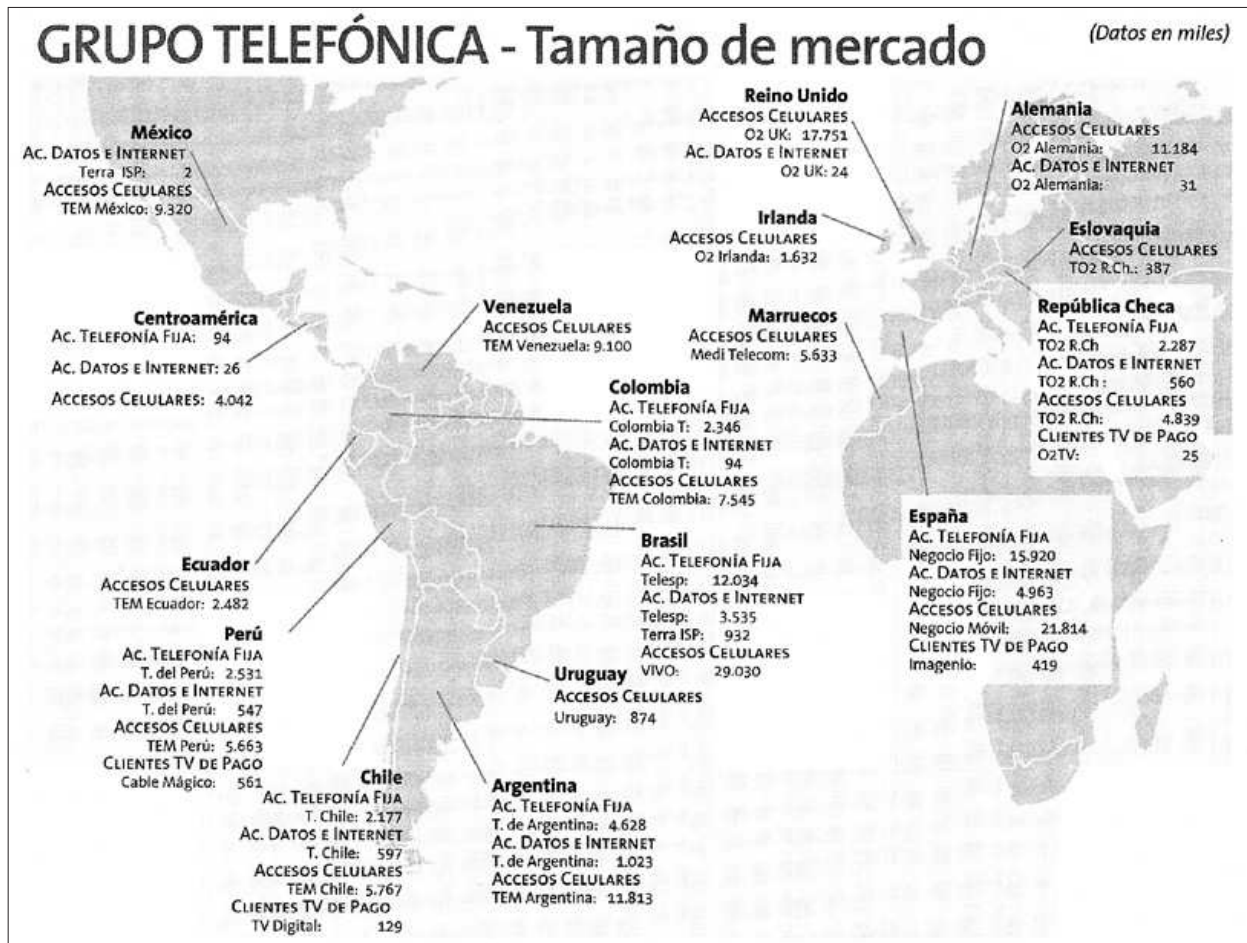 GRUPO TELEFÓNICA - Tamaño de mercado
(Datos en miles)
México
AC. DATOS E INTERNET
Terra ISP: 2
ACCESOS CELULARES
TEM México: 9.320
Centroamérica
AC. TELEFONÍA FIJA: 94
AC. DATOS E INTERNET: 26
ACCESOS CELULARES: 4.042
Venezuela
ACCESOS CELULARES
TEM Venezuela: 9.100
Colombia
AC. TELEFONÍA FIJA
Colombia T: 2.346
AC. DATOS E INTERNET
Colombia T: 94
ACCESOS CELULARES
TEM Colombia: 7.545
Ecuador
ACCESOS CELULARES
TEM Ecuador: 2.482
Perú
AC. TELEFONÍA FIJA
T. del Perú: 2.531
AC. DATOS E INTERNET
T. del Perú: 547
ACCESOS CELULARES
TEM Perú: 5.663
CLIENTES TV DE PAGO
Cable Mágico: 561
Brasil
AC. TELEFONÍA FIJA
Telesp: 12.034
AC. DATOS E INTERNET
Telesp: 3.535
Terra ISP: 932
ACCESOS CELULARES
VIVO: 29.030
Uruguay
ACCESOS CELULARES
Uruguay: 874
Chile
AC. TELEFONÍA FIJA
T. Chile: 2.177
AC. DATOS E INTERNET
T. Chile: 597
ACCESOS CELULARES
TEM Chile: 5.767
CLIENTES TV DE PAGO
TV Digital: 129
Argentina
AC. TELEFONÍA FIJA
T. de Argentina: 4.628
AC. DATOS E INTERNET
T. de Argentina: 1.023
ACCESOS CELULARES
TEM Argentina: 11.813
Reino Unido
ACCESOS CELULARES
O2 UK: 17.751
AC. DATOS E INTERNET
O2 UK: 24
Irlanda
ACCESOS CELULARES
O2 Irlanda: 1.632
Marruecos
ACCESOS CELULARES
Medi Telecom: 5.633
Alemania
ACCESOS CELULARES
O2 Alemania: 11.184
AC. DATOS E INTERNET
O2 Alemania: 31
Eslovaquia
ACCESOS CELULARES
TO2 R.Ch.: 387
República Checa
AC. TELEFONÍA FIJA
TO2 R.Ch 2.287
AC. DATOS E INTERNET
TO2 R.Ch : 560
ACCESOS CELULARES
TO2 R.Ch: 4.839
CLIENTES TV DE PAGO
O2TV: 25
España
AC. TELEFONÍA FIJA
Negocio Fijo: 15.920
AC. DATOS E INTERNET
Negocio Fijo: 4.963
ACCESOS CELULARES
Negocio Móvil: 21.814
CLIENTES TV DE PAGO
Imagenio: 419